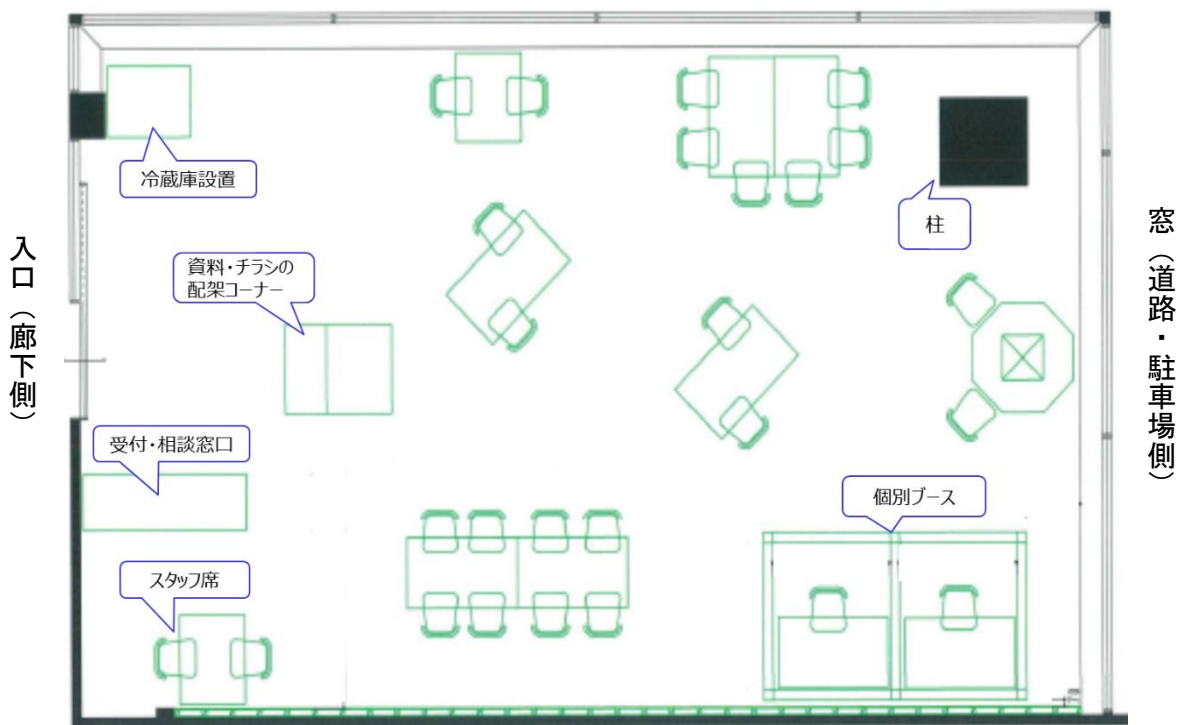 冷蔵庫設置
柱
入口（廊下側）
窓（道路・駐車場側）
資料・チラシの
配架コーナー
受付・相談窓口
個別ブース
スタッフ席